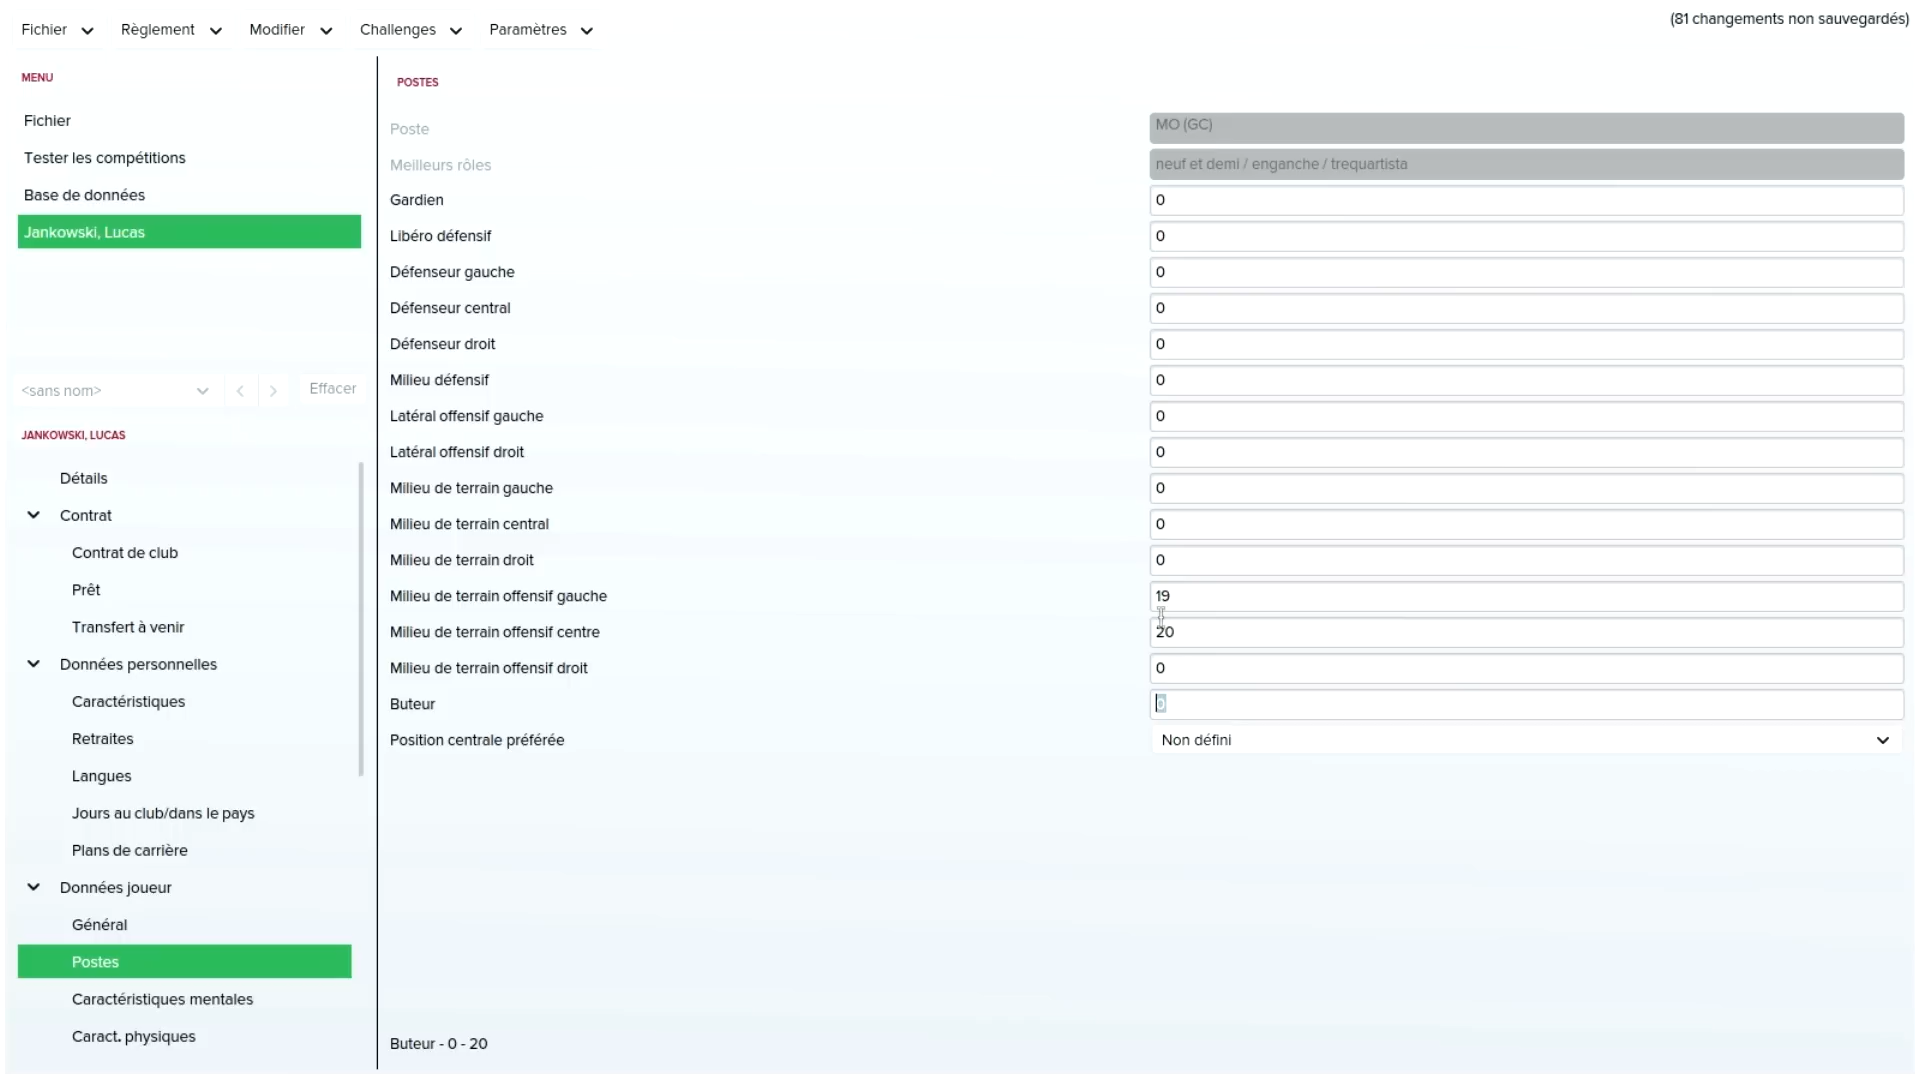 Fichier
Règlement
Modifier
Challenges
Paramètres
(81 changements non sauvegardés)
MENU
Fichier
Tester les compétitions
Base de données
Jankowski, Lucas
<sans nom>
Effacer
JANKOWSKI, LUCAS
Détails
Contrat
Contrat de club
Prêt
Transfert à venir
Données personnelles
Caractéristiques
Retraites
Langues
Jours au club/dans le pays
Plans de carrière
Données joueur
Général
Postes
Caractéristiques mentales
Caract. physiques
POSTES
Poste MO (GC)
Meilleurs rôles neuf et demi / enganche / trequartista
Gardien 0
Libéro défensif 0
Défenseur gauche 0
Défenseur central 0
Défenseur droit 0
Milieu défensif 0
Latéral offensif gauche 0
Latéral offensif droit 0
Milieu de terrain gauche 0
Milieu de terrain central 0
Milieu de terrain droit 0
Milieu de terrain offensif gauche 19
Milieu de terrain offensif centre 20
Milieu de terrain offensif droit 0
Buteur 0
Position centrale préférée Non défini
Buteur - 0 - 20